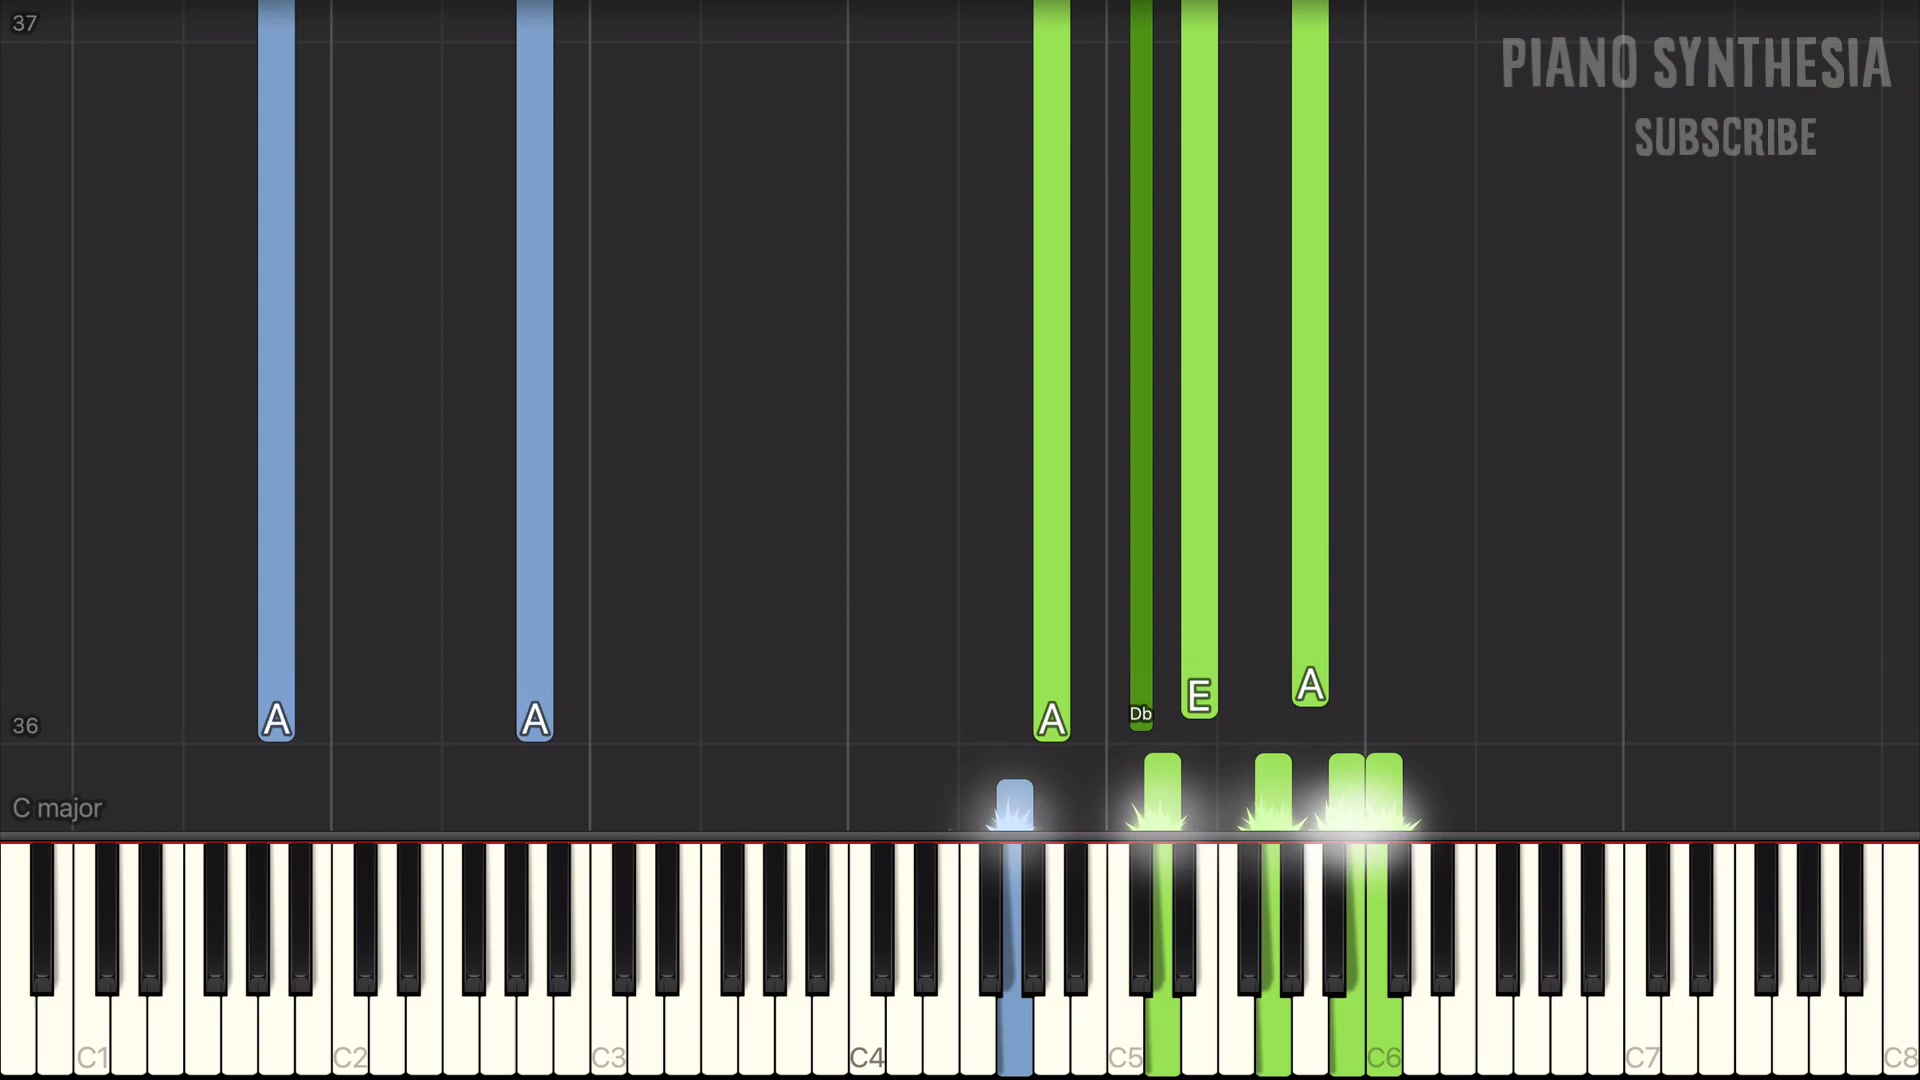 37
PIANO SYNTHESIA
SUBSCRIBE
A A A Db E A
36
C major
C1 C2 C3 C4 C5 C6 C7 C8